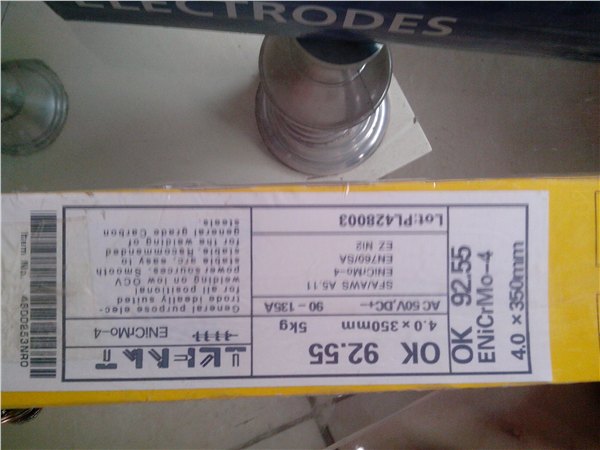 ELECTRODES
OK 92.55
ENiCrMo-4
4.0 × 350mm
OK 92.55
4.0 × 350mm 5kg
AC 50V,DC+- 90 - 135A
SFA/AWS A5.11
ENiCrMo-4
EN760/SA
EZ Ni2
Lot:PL428003
ENiCrMo-4
General purpose elec-
trode ideally suited
for all positional
welding on low OCV
power sources. Smooth
stable arc, easy
for the welding of
general grade Carbon
steels.
Item No.